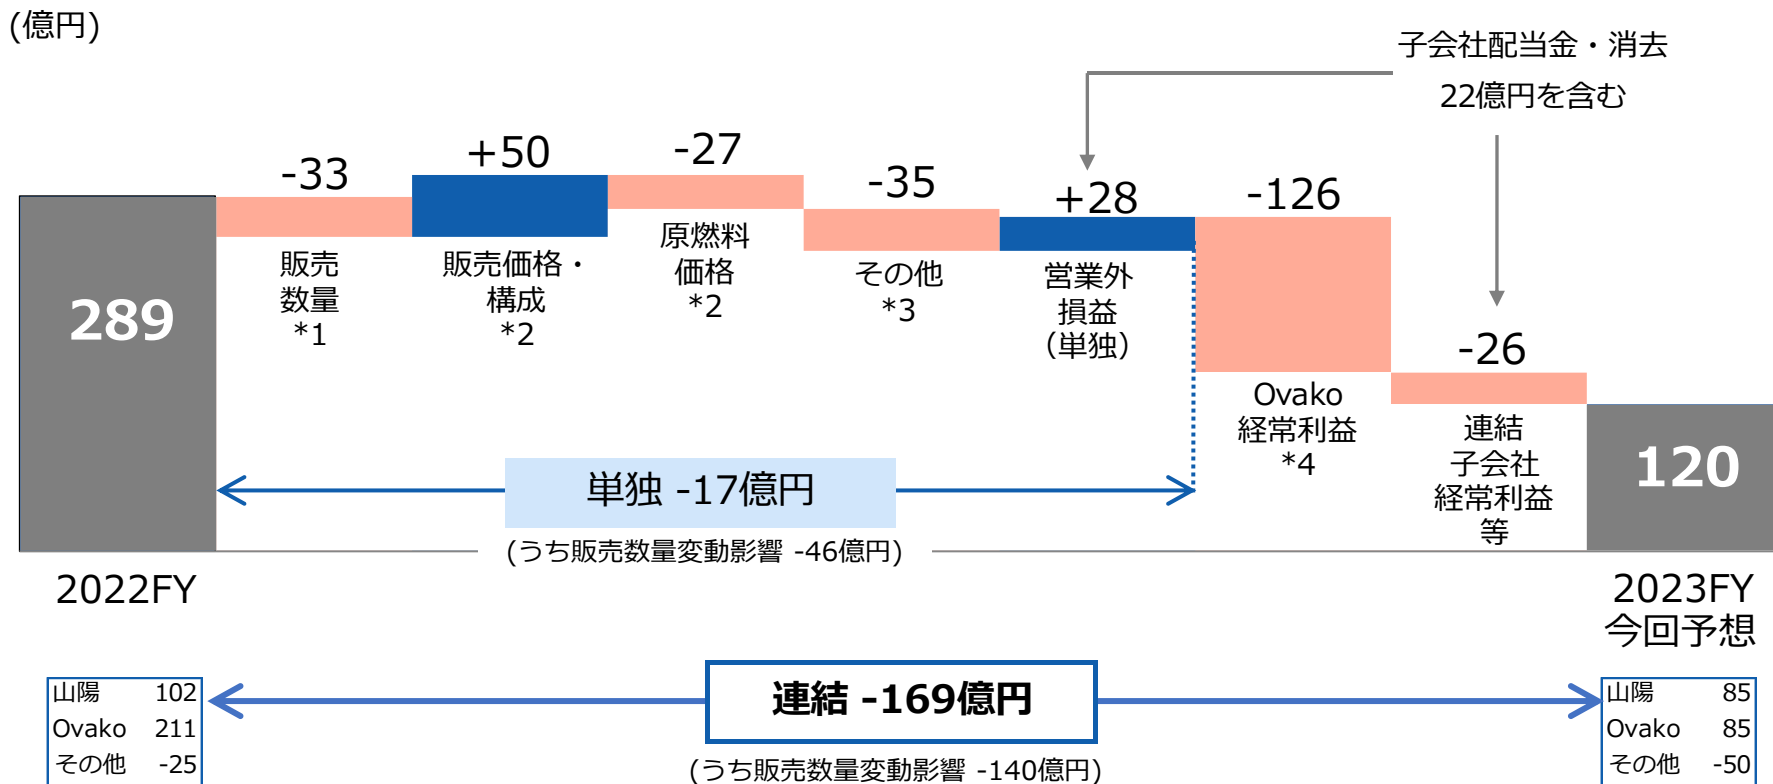 (億円)
子会社配当金・消去
22億円を含む
-33
+50
-27
-35
+28
-126
-26
販売
数量
*1
販売価格・
構成
*2
原燃料
価格
*2
その他
*3
営業外
損益
（単独）
Ovako
経常利益
*4
連結
子会社
経常利益
等
289
120
単独 -17億円
(うち販売数量変動影響 -46億円)
2022FY
2023FY
今回予想
連結 -169億円
(うち販売数量変動影響 -140億円)
山陽 102
Ovako 211
その他 -25
山陽 85
Ovako 85
その他 -50